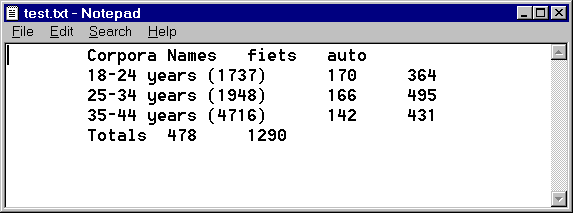 test.txt - Notepad
File Edit Search Help
Corpora Names fiets auto
18-24 years (1737) 170 364
25-34 years (1948) 166 495
35-44 years (4716) 142 431
Totals 478 1290